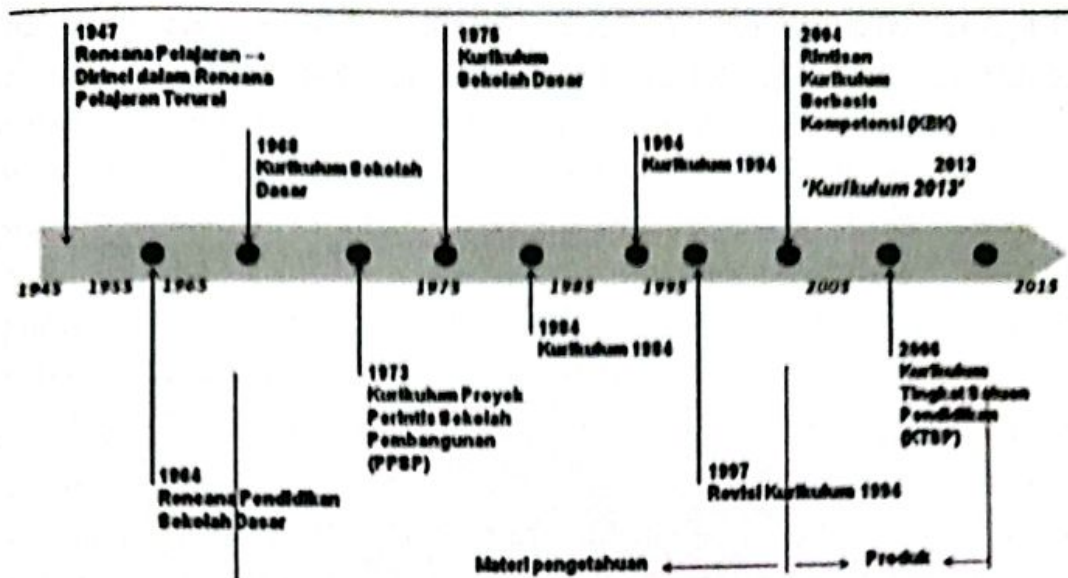 1947
Rencana Pelajaran →
Dirinci dalam Rencana
Pelajaran Terurai
1975
Kurikulum
Sekolah Dasar
2004
Rintisan
Kurikulum
Berbasis
Kompetensi (KBK)
1968
Kurikulum Sekolah
Dasar
1994
Kurikulum 1994
2013
'Kurikulum 2013'
1945
1955
1965
1975
1985
1995
2005
2015
1984
Kurikulum 1984
2006
Kurikulum
Tingkat Satuan
Pendidikan
(KTSP)
1973
Kurikulum Proyek
Perintis Sekolah
Pembangunan
(PPSP)
1964
Rencana Pendidikan
Sekolah Dasar
1997
Revisi Kurikulum 1994
Materi pengetahuan
Produk